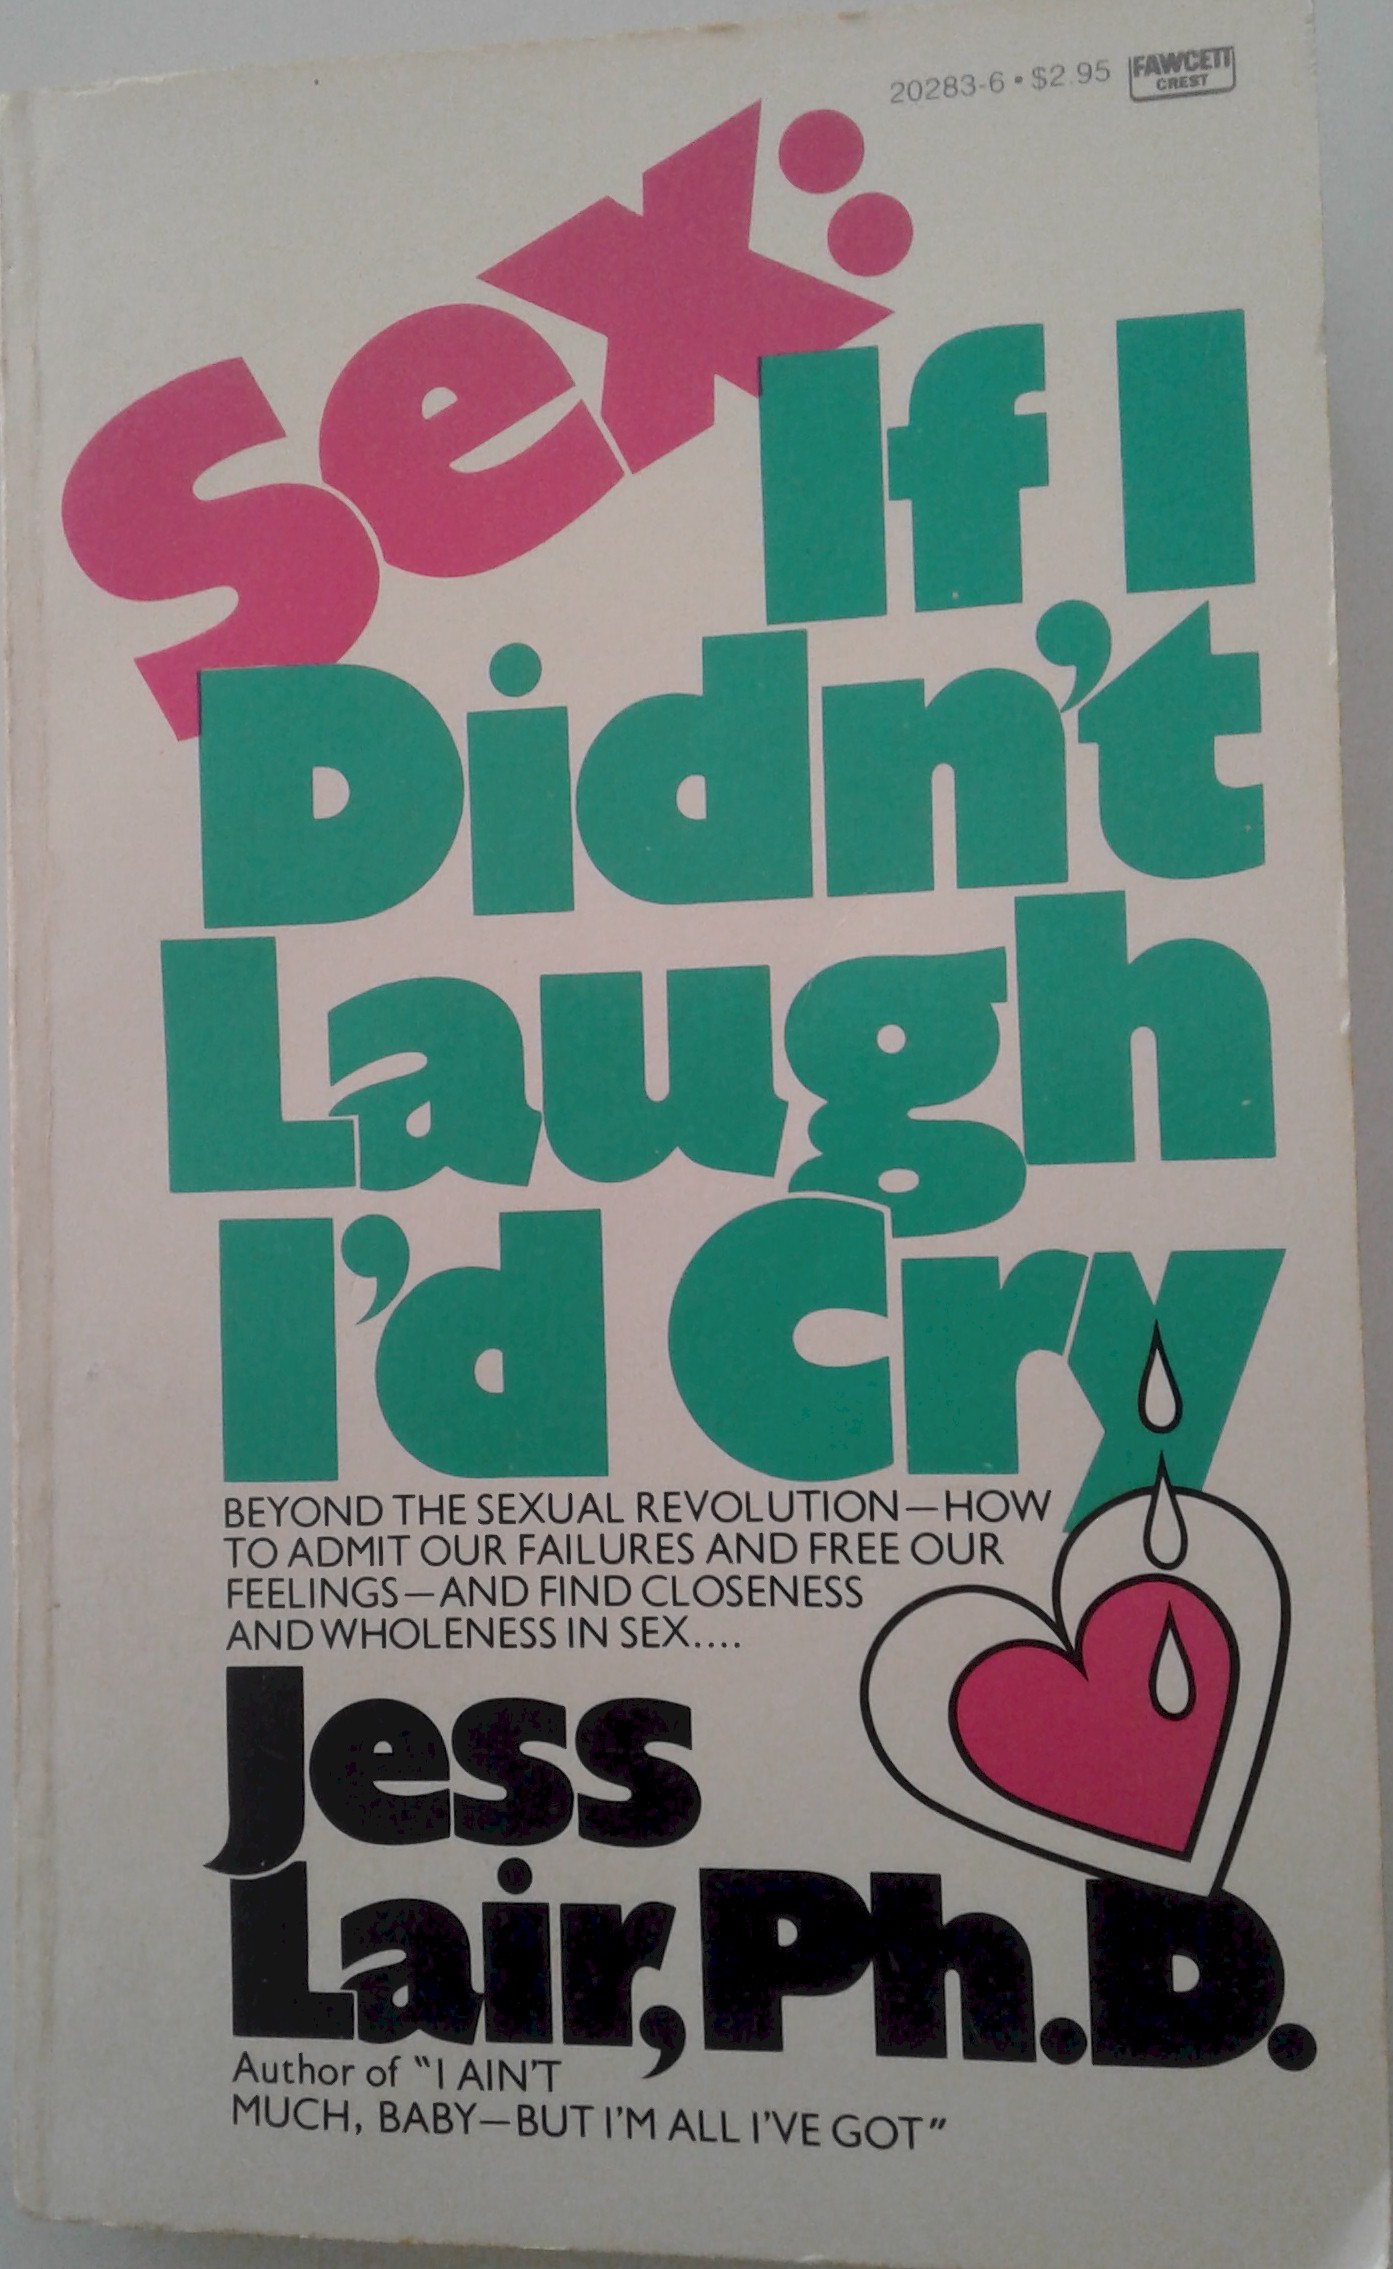 20283-6 • $2.95 FAWCETT
CREST
Sex:
If I
Didn't
Laugh
I'd Cry
BEYOND THE SEXUAL REVOLUTION—HOW
TO ADMIT OUR FAILURES AND FREE OUR
FEELINGS—AND FIND CLOSENESS
AND WHOLENESS IN SEX....
Jess
Lair, Ph.D.
Author of "I AIN'T
MUCH, BABY—BUT I'M ALL I'VE GOT"